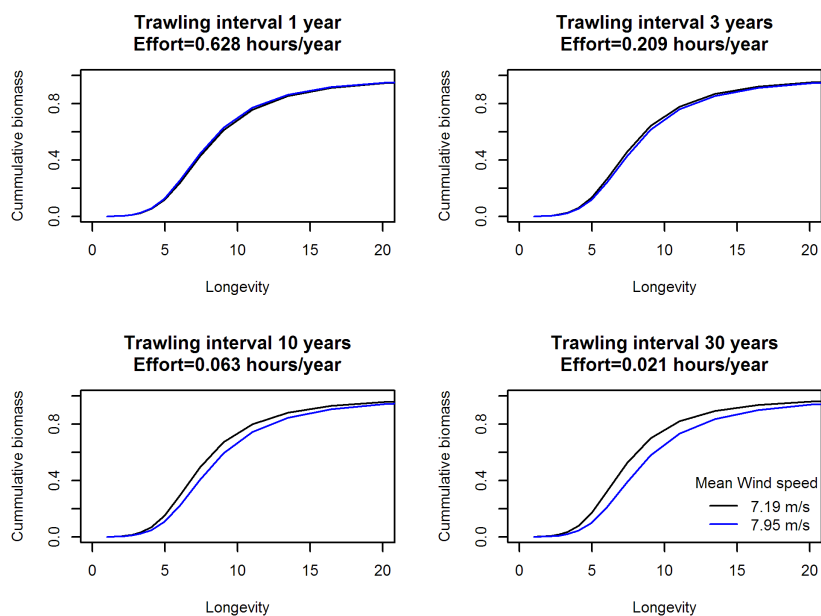 Trawling interval 1 year
Effort=0.628 hours/year
Cummulative biomass
0.0 0.4 0.8
0 5 10 15 20
Longevity
Trawling interval 3 years
Effort=0.209 hours/year
Cummulative biomass
0.0 0.4 0.8
0 5 10 15 20
Longevity
Trawling interval 10 years
Effort=0.063 hours/year
Cummulative biomass
0.0 0.4 0.8
0 5 10 15 20
Longevity
Trawling interval 30 years
Effort=0.021 hours/year
Cummulative biomass
0.0 0.4 0.8
Mean Wind speed
7.19 m/s
7.95 m/s
0 5 10 15 20
Longevity